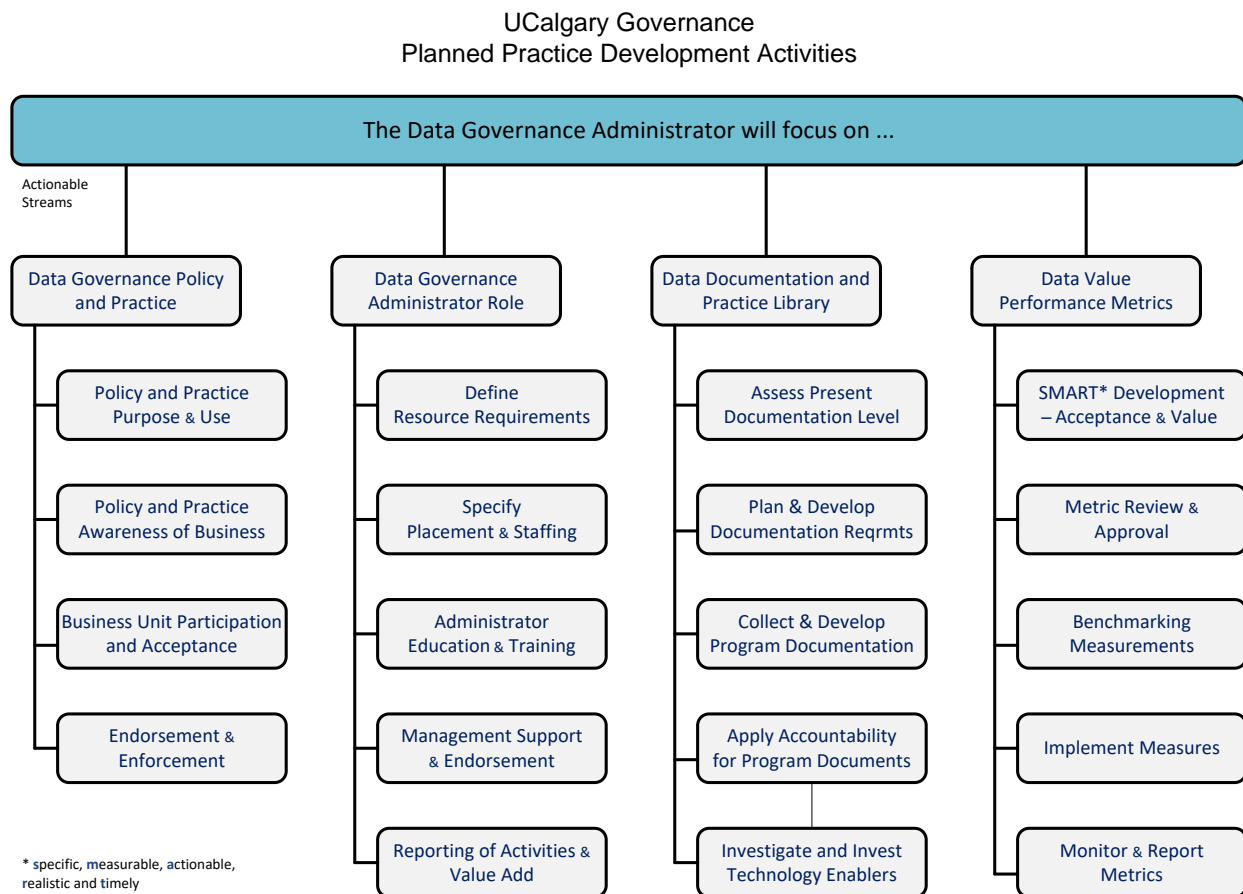 UCalgary Governance
Planned Practice Development Activities
The Data Governance Administrator will focus on ...
Actionable
Streams
Data Governance Policy
and Practice
Policy and Practice
Purpose & Use
Policy and Practice
Awareness of Business
Business Unit Participation
and Acceptance
Endorsement &
Enforcement
Data Governance
Administrator Role
Define
Resource Requirements
Specify
Placement & Staffing
Administrator
Education & Training
Management Support
& Endorsement
Reporting of Activities &
Value Add
Data Documentation and
Practice Library
Assess Present
Documentation Level
Plan & Develop
Documentation Reqrmts
Collect & Develop
Program Documentation
Apply Accountability
for Program Documents
Investigate and Invest
Technology Enablers
Data Value
Performance Metrics
SMART* Development
– Acceptance & Value
Metric Review &
Approval
Benchmarking
Measurements
Implement Measures
Monitor & Report
Metrics
* specific, measurable, actionable,
realistic and timely